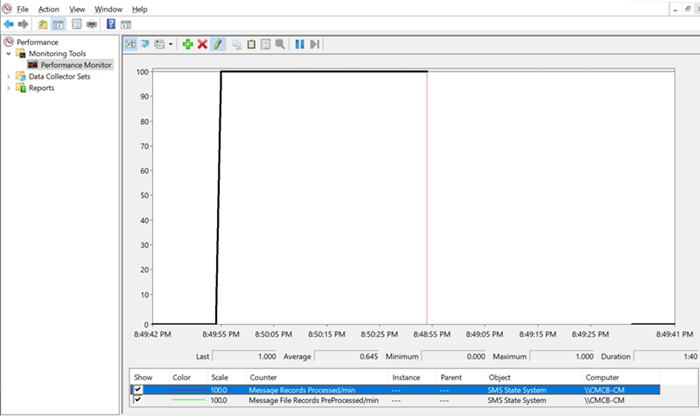 File Action View Window Help
Performance
Monitoring Tools
Performance Monitor
Data Collector Sets
Reports
100
90
80
70
60
50
40
30
20
10
0
8:49:42 PM 8:49:55 PM 8:50:05 PM 8:50:15 PM 8:50:25 PM 8:48:55 PM 8:49:05 PM 8:49:15 PM 8:49:25 PM 8:49:41 PM
Last 1.000 Average 0.645 Minimum 0.000 Maximum 1.000 Duration 1:40
Show Color Scale Counter Instance Parent Object Computer
100.0 Message Records Processed/min --- --- SMS State System \\CMCB-CM
100.0 Message File Records PreProcessed/min --- --- SMS State System \\CMCB-CM